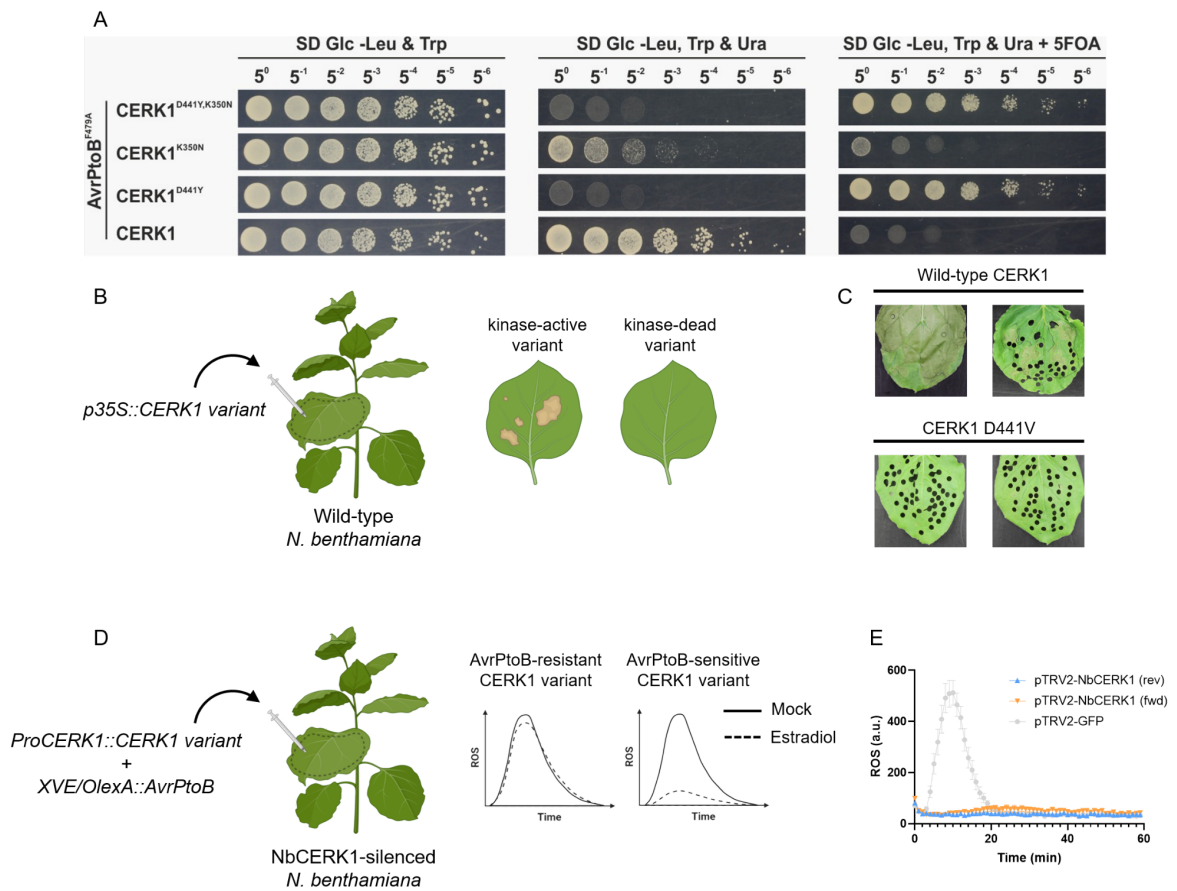 A
SD Glc -Leu & Trp
SD Glc -Leu, Trp & Ura
SD Glc -Leu, Trp & Ura + 5FOA
5⁰ 5⁻¹ 5⁻² 5⁻³ 5⁻⁴ 5⁻⁵ 5⁻⁶
5⁰ 5⁻¹ 5⁻² 5⁻³ 5⁻⁴ 5⁻⁵ 5⁻⁶
5⁰ 5⁻¹ 5⁻² 5⁻³ 5⁻⁴ 5⁻⁵ 5⁻⁶
AvrPtoB^F479A
CERK1^D441Y,K350N
CERK1^K350N
CERK1^D441Y
CERK1
B
p35S::CERK1 variant
Wild-type
N. benthamiana
kinase-active
variant
kinase-dead
variant
C
Wild-type CERK1
CERK1 D441V
D
ProCERK1::CERK1 variant
+
XVE/OlexA::AvrPtoB
NbCERK1-silenced
N. benthamiana
AvrPtoB-resistant
CERK1 variant
ROS
Time
AvrPtoB-sensitive
CERK1 variant
ROS
Time
Mock
Estradiol
E
ROS (a.u.)
600
400
200
0
0 20 40 60
Time (min)
pTRV2-NbCERK1 (rev)
pTRV2-NbCERK1 (fwd)
pTRV2-GFP